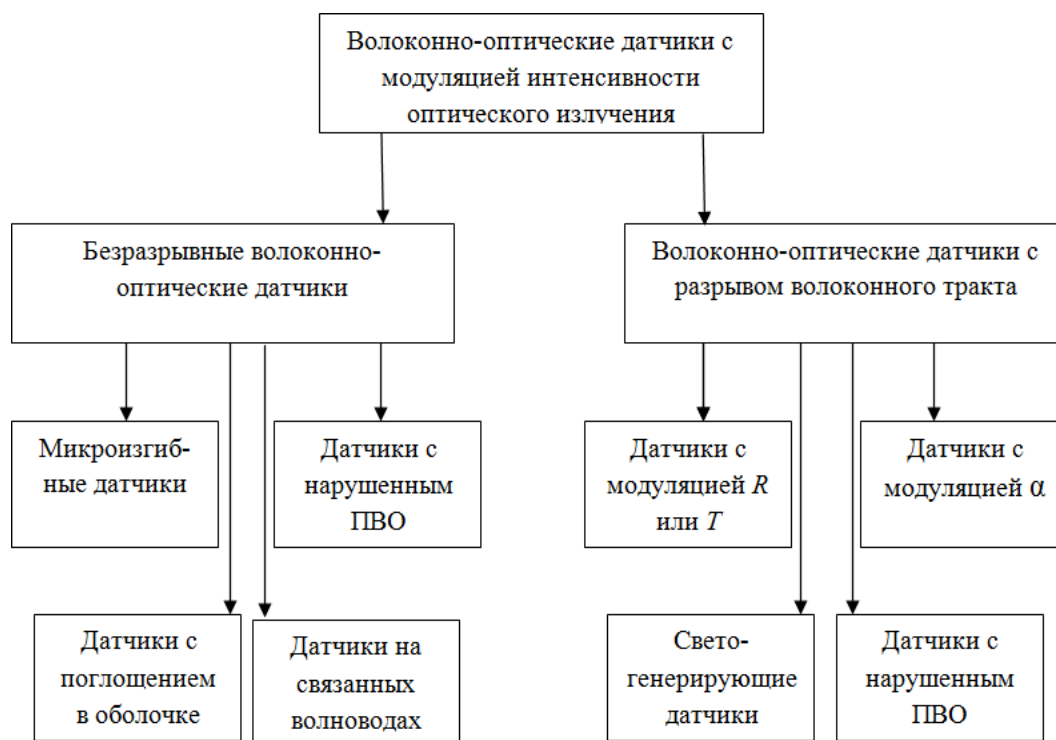 Волоконно-оптические датчики с
модуляцией интенсивности
оптического излучения
Безразрывные волоконно-
оптические датчики
Волоконно-оптические датчики с
разрывом волоконного тракта
Микроизгиб-
ные датчики
Датчики с
нарушенным
ПВО
Датчики с
модуляцией R
или T
Датчики с
модуляцией α
Датчики с
поглощением
в оболочке
Датчики на
связанных
волноводах
Свето-
генерирующие
датчики
Датчики с
нарушенным
ПВО